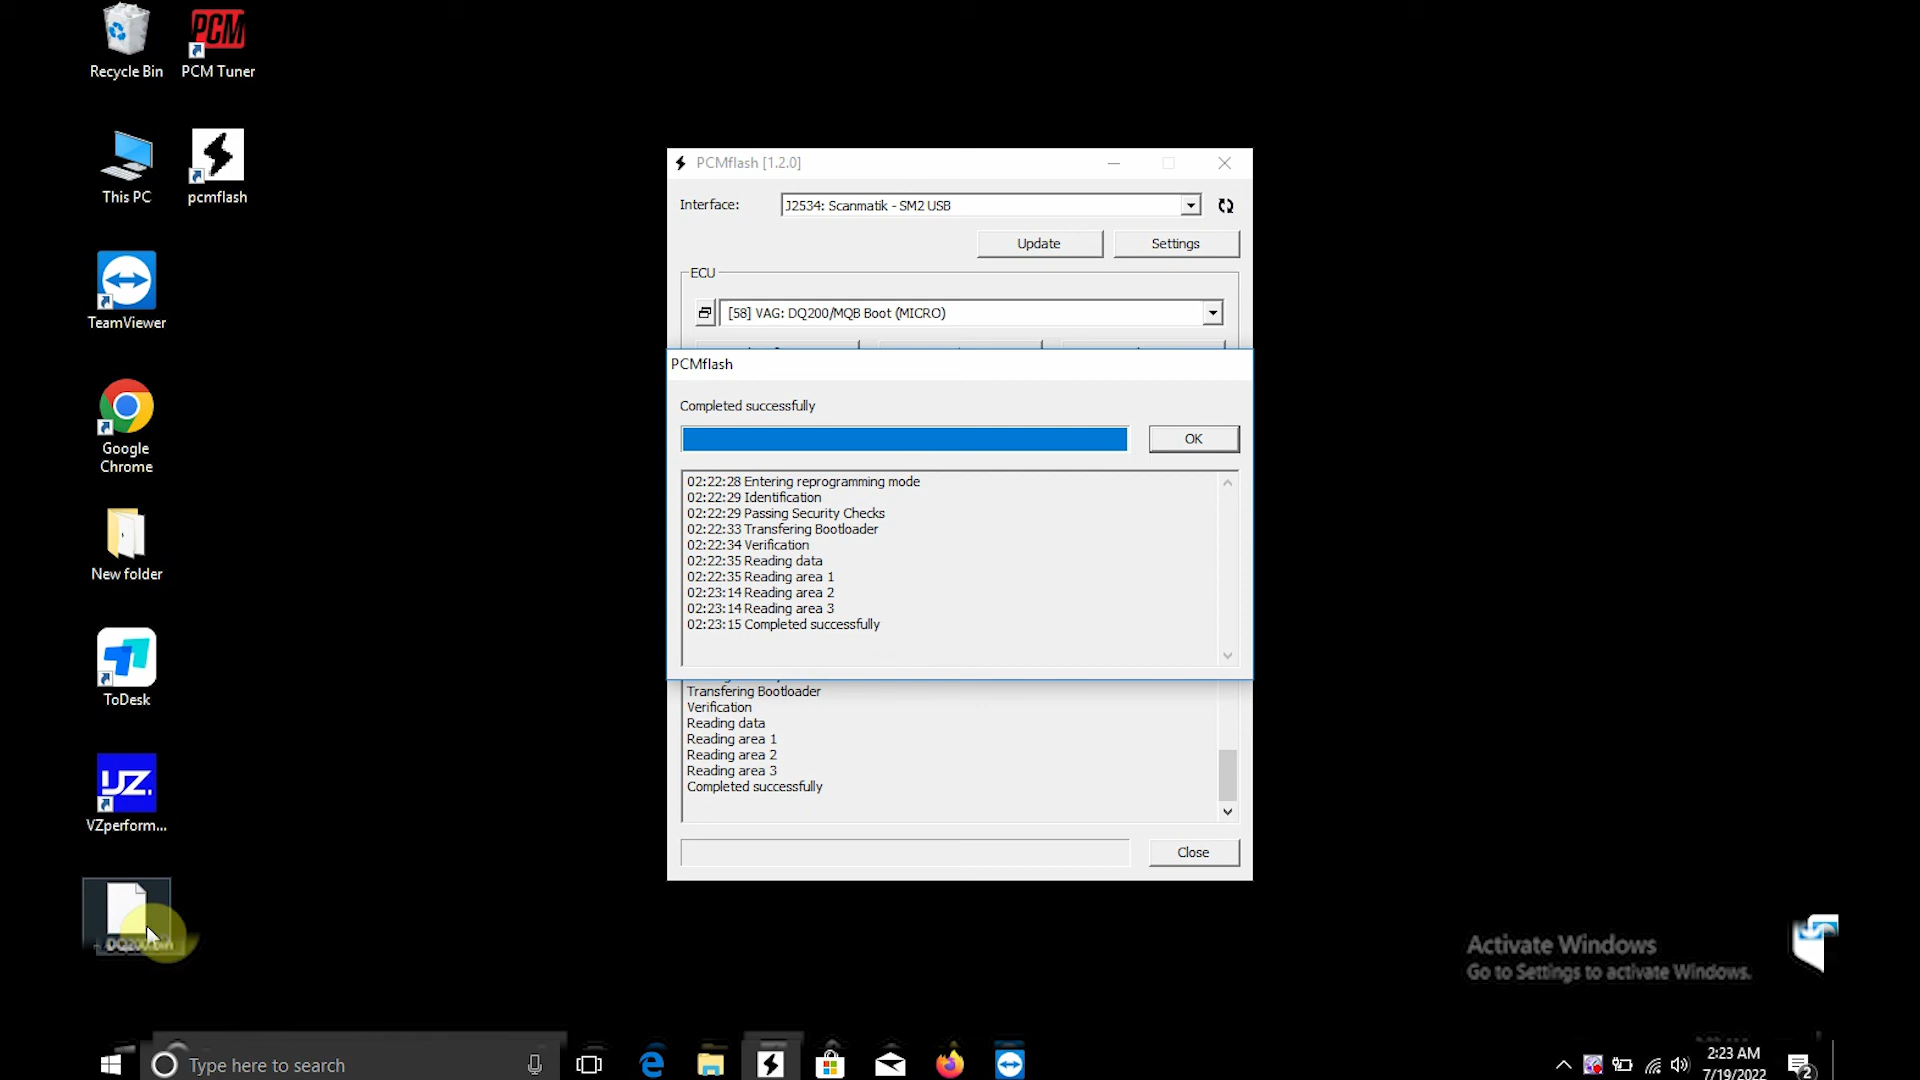 Recycle Bin
PCM
PCM Tuner
This PC
pcmflash
TeamViewer
Google
Chrome
New folder
ToDesk
VZ.
VZperform...
DQ200.bin
PCMflash [1.2.0]
Interface:
J2534: Scanmatik - SM2 USB
Update
Settings
ECU
[58] VAG: DQ200/MQB Boot (MICRO)
PCMflash
Completed successfully
OK
02:22:28 Entering reprogramming mode
02:22:29 Identification
02:22:29 Passing Security Checks
02:22:33 Transfering Bootloader
02:22:34 Verification
02:22:35 Reading data
02:22:35 Reading area 1
02:23:14 Reading area 2
02:23:14 Reading area 3
02:23:15 Completed successfully
Transfering Bootloader
Verification
Reading data
Reading area 1
Reading area 2
Reading area 3
Completed successfully
Close
Activate Windows
Go to Settings to activate Windows.
Type here to search
2:23 AM
7/19/2022
2